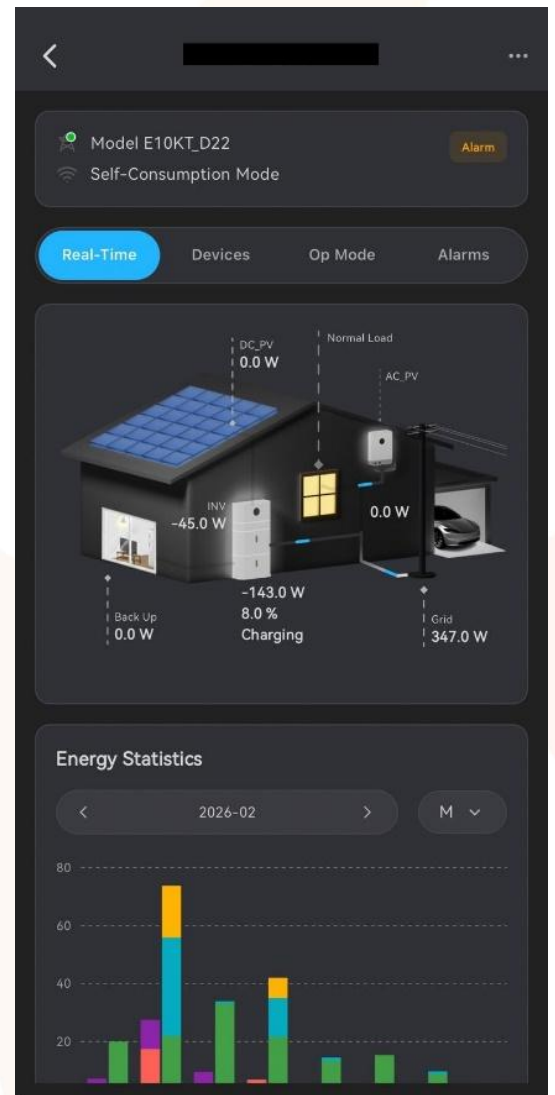 Model E10KT_D22
Alarm
Self-Consumption Mode
Real-Time
Devices
Op Mode
Alarms
DC_PV
0.0 W
Normal Load
AC_PV
INV
-45.0 W
0.0 W
-143.0 W
8.0 %
Charging
Back Up
0.0 W
Grid
347.0 W
Energy Statistics
2026-02
M
80
60
40
20